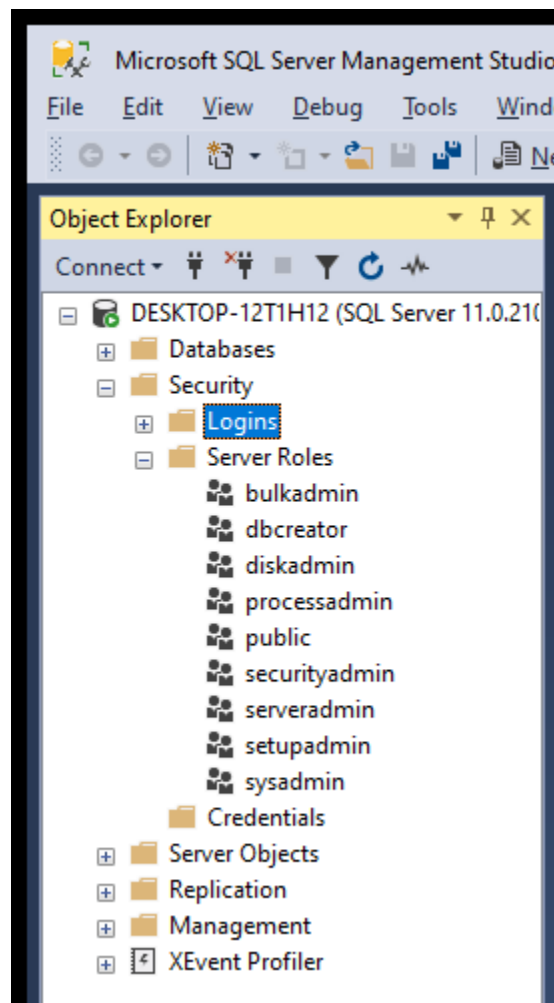 Microsoft SQL Server Management Studio
File Edit View Debug Tools Wind
Ne
Object Explorer
Connect
DESKTOP-12T1H12 (SQL Server 11.0.210
Databases
Security
Logins
Server Roles
bulkadmin
dbcreator
diskadmin
processadmin
public
securityadmin
serveradmin
setupadmin
sysadmin
Credentials
Server Objects
Replication
Management
XEvent Profiler